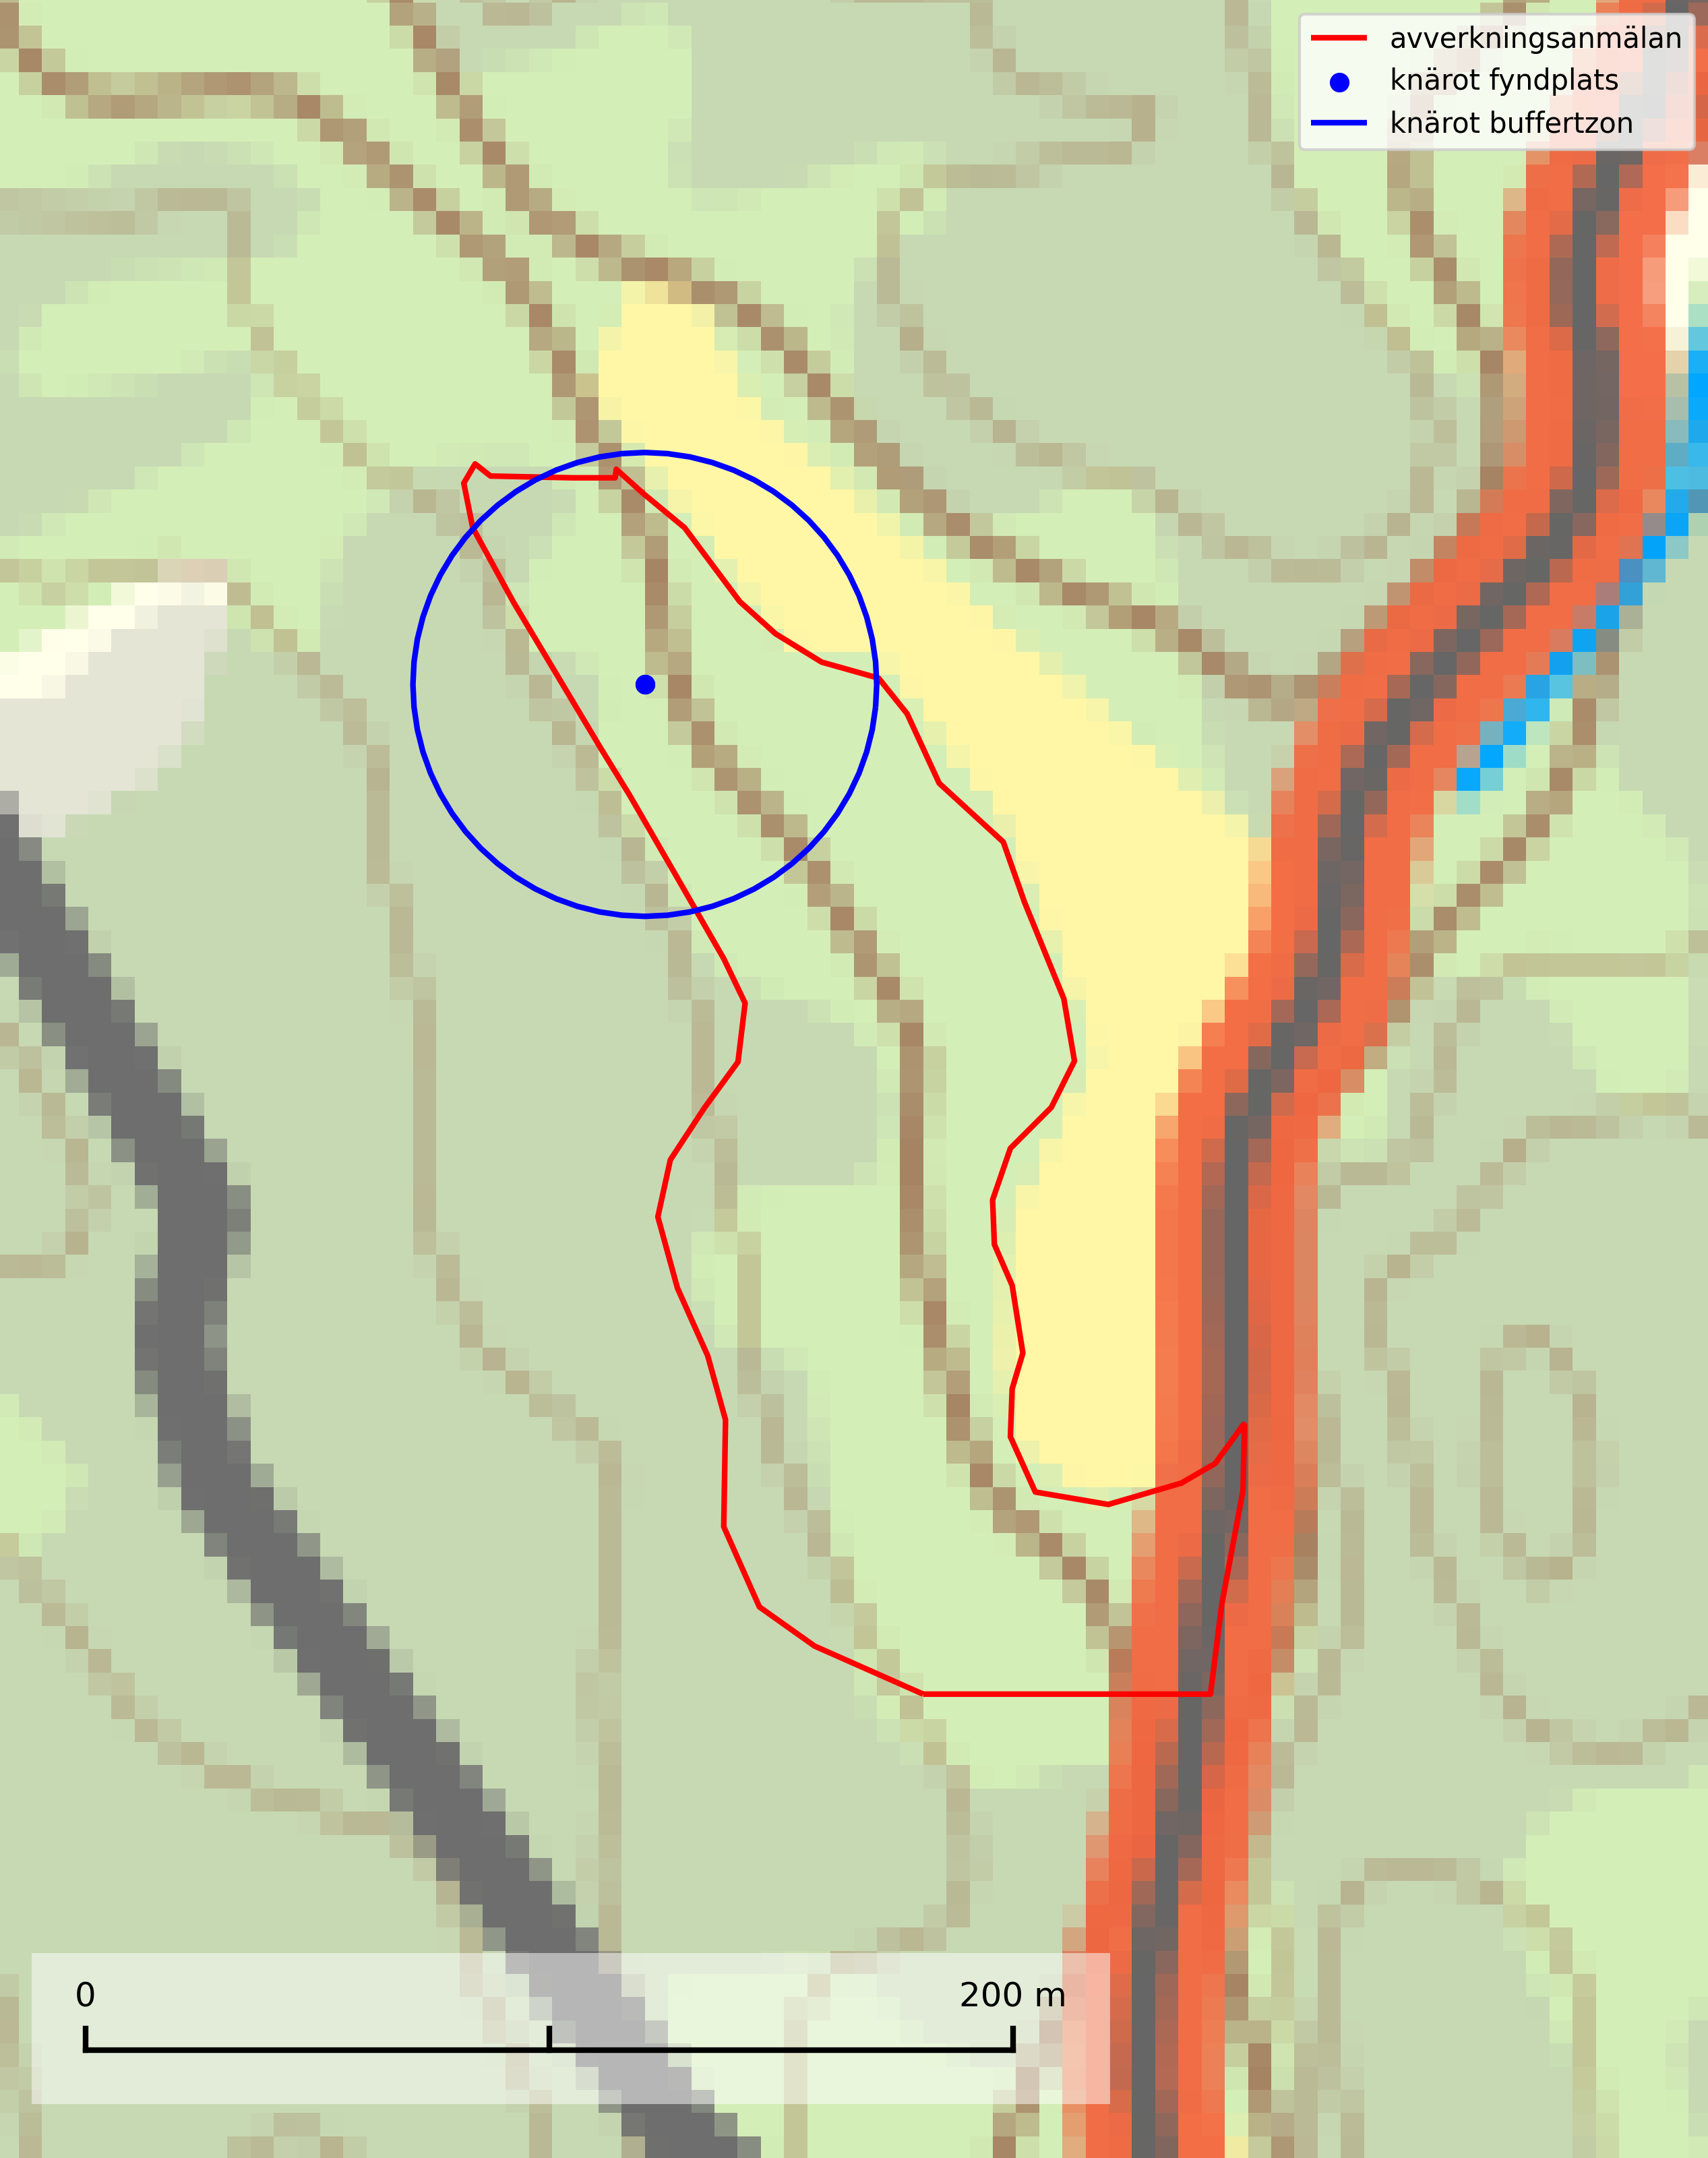 avverkningsanmälan
knärot fyndplats
knärot buffertzon
0 200 m